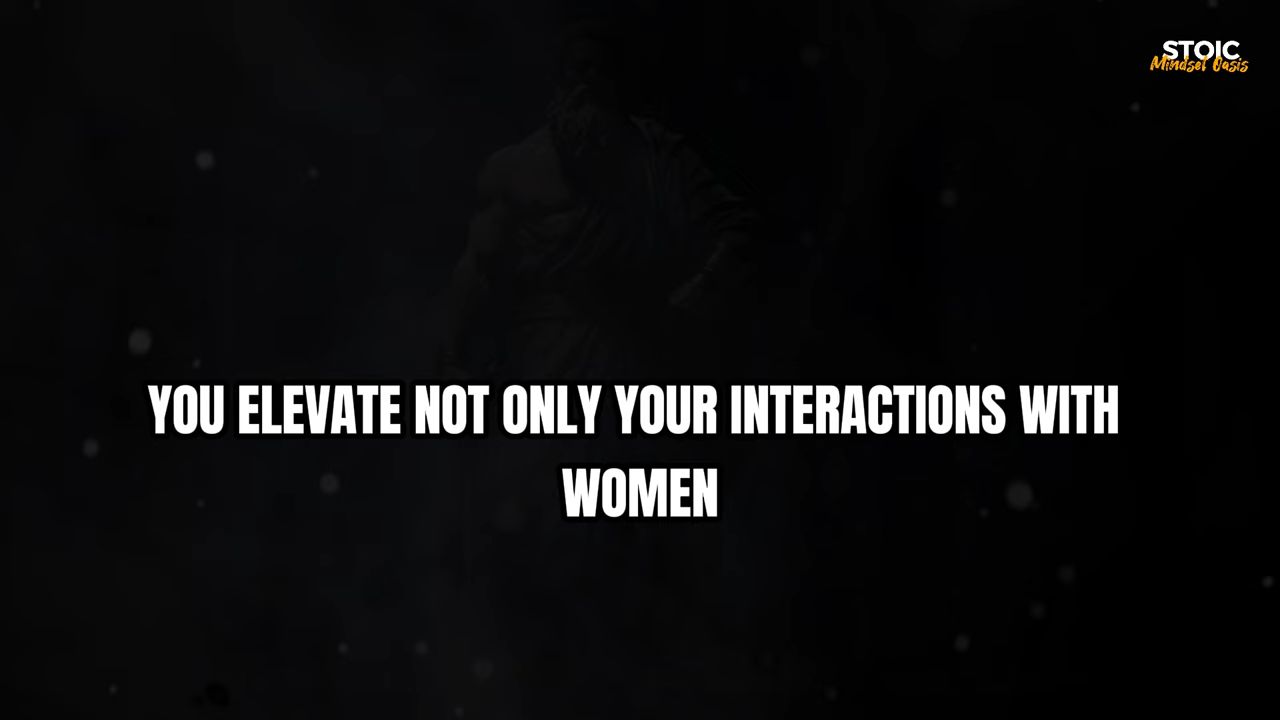 STOIC
Mindset Oasis
YOU ELEVATE NOT ONLY YOUR INTERACTIONS WITH
WOMEN